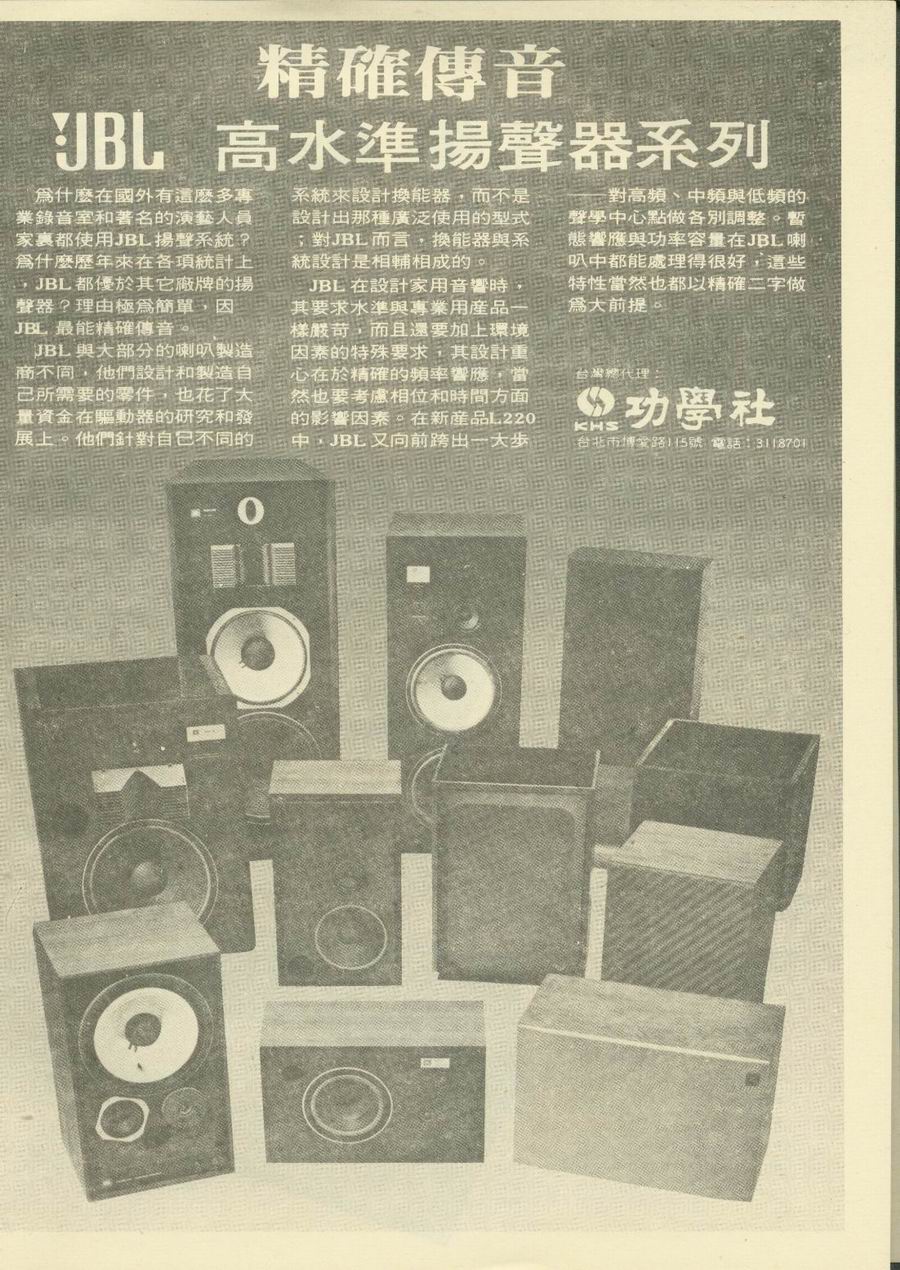 精確傳音
JBL 高水準揚聲器系列
為什麼在國外有這麼多專
業錄音室和著名的演藝人員
家裏都使用JBL揚聲系統？
為什麼歷年來在各項統計上
，JBL都優於其它廠牌的揚
聲器？理由極為簡單，因
JBL 最能精確傳音。
JBL 與大部分的喇叭製造
商不同，他們設計和製造自
己所需要的零件，也花了大
量資金在驅動器的研究和發
展上。他們針對自己不同的
系統來設計換能器，而不是
設計出那種廣泛使用的型式
；對JBL而言，換能器與系
統設計是相輔相成的。
JBL 在設計家用音響時，
其要求水準與專業用産品一
樣嚴苛，而且還要加上環境
因素的特殊要求，其設計重
心在於精確的頻率響應，當
然也要考慮相位和時間方面
的影響因素。在新産品L220
中，JBL又向前跨出一大步
——對高頻、中頻與低頻的
聲學中心點做各別調整。暫
態響應與功率容量在JBL喇
叭中都能處理得很好，這些
特性當然也都以精確二字做
為大前提。
台灣總代理：
KHS 功學社
台北市博愛路115號 電話：3118701